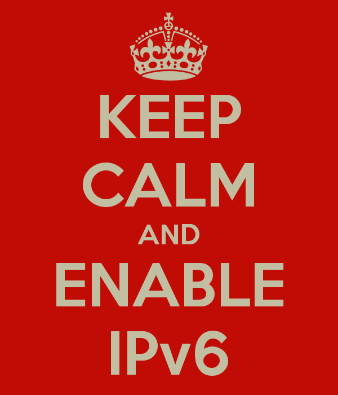 KEEP
CALM
AND
ENABLE
IPv6